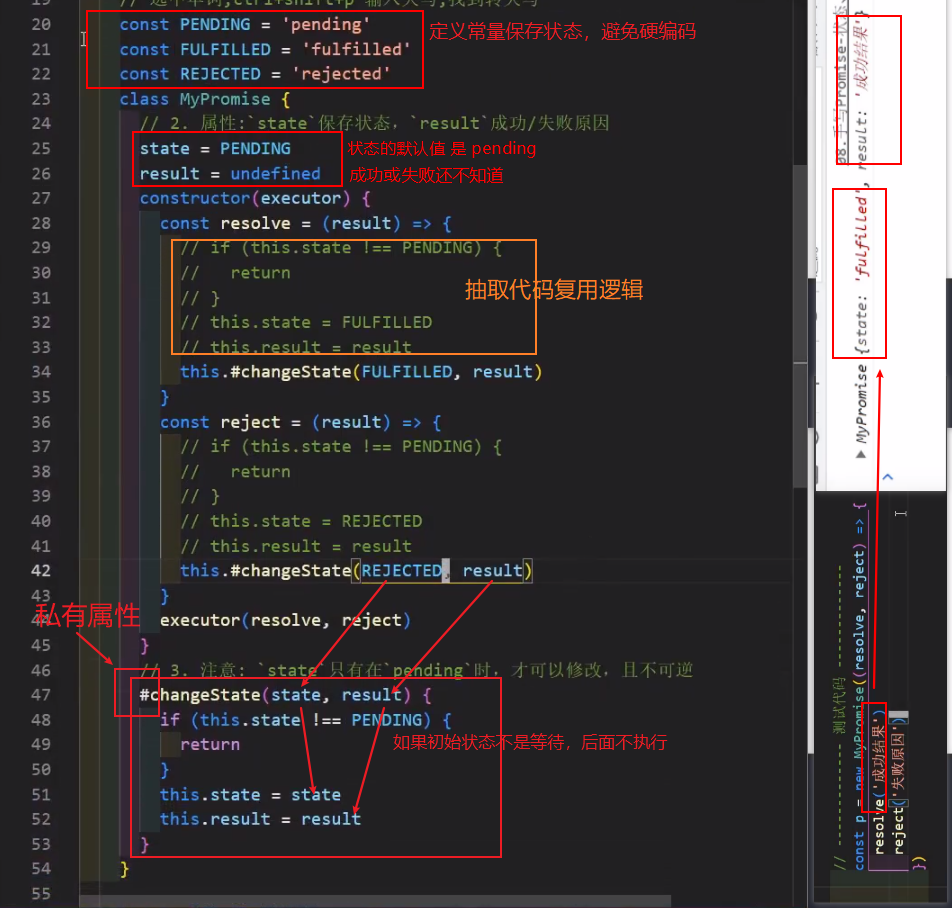 19 // 选中单词,ctrl+shift+p 输入大写,找到转大写
20 const PENDING = 'pending'
21 const FULFILLED = 'fulfilled'
22 const REJECTED = 'rejected'
定义常量保存状态，避免硬编码
23 class MyPromise {
24 // 2. 属性:`state`保存状态，`result`成功/失败原因
25 state = PENDING
状态的默认值 是 pending
26 result = undefined
成功或失败还不知道
27 constructor(executor) {
28 const resolve = (result) => {
29 // if (this.state !== PENDING) {
30 // return
31 // }
抽取代码复用逻辑
32 // this.state = FULFILLED
33 // this.result = result
34 this.#changeState(FULFILLED, result)
35 }
36 const reject = (result) => {
37 // if (this.state !== PENDING) {
38 // return
39 // }
40 // this.state = REJECTED
41 // this.result = result
42 this.#changeState(REJECTED, result)
43 }
私有属性
44 executor(resolve, reject)
45 }
46 // 3. 注意: `state`只有在`pending`时，才可以修改，且不可逆
47 #changeState(state, result) {
48 if (this.state !== PENDING) {
49 return
如果初始状态不是等待，后面不执行
50 }
51 this.state = state
52 this.result = result
53 }
54 }
55
08.手写Promise-状态
MyPromise {state: 'fulfilled', result: '成功结果'}
// ------------- 测试代码 -------------
const p = new MyPromise((resolve, reject) => {
resolve('成功结果')
reject('失败原因')
})